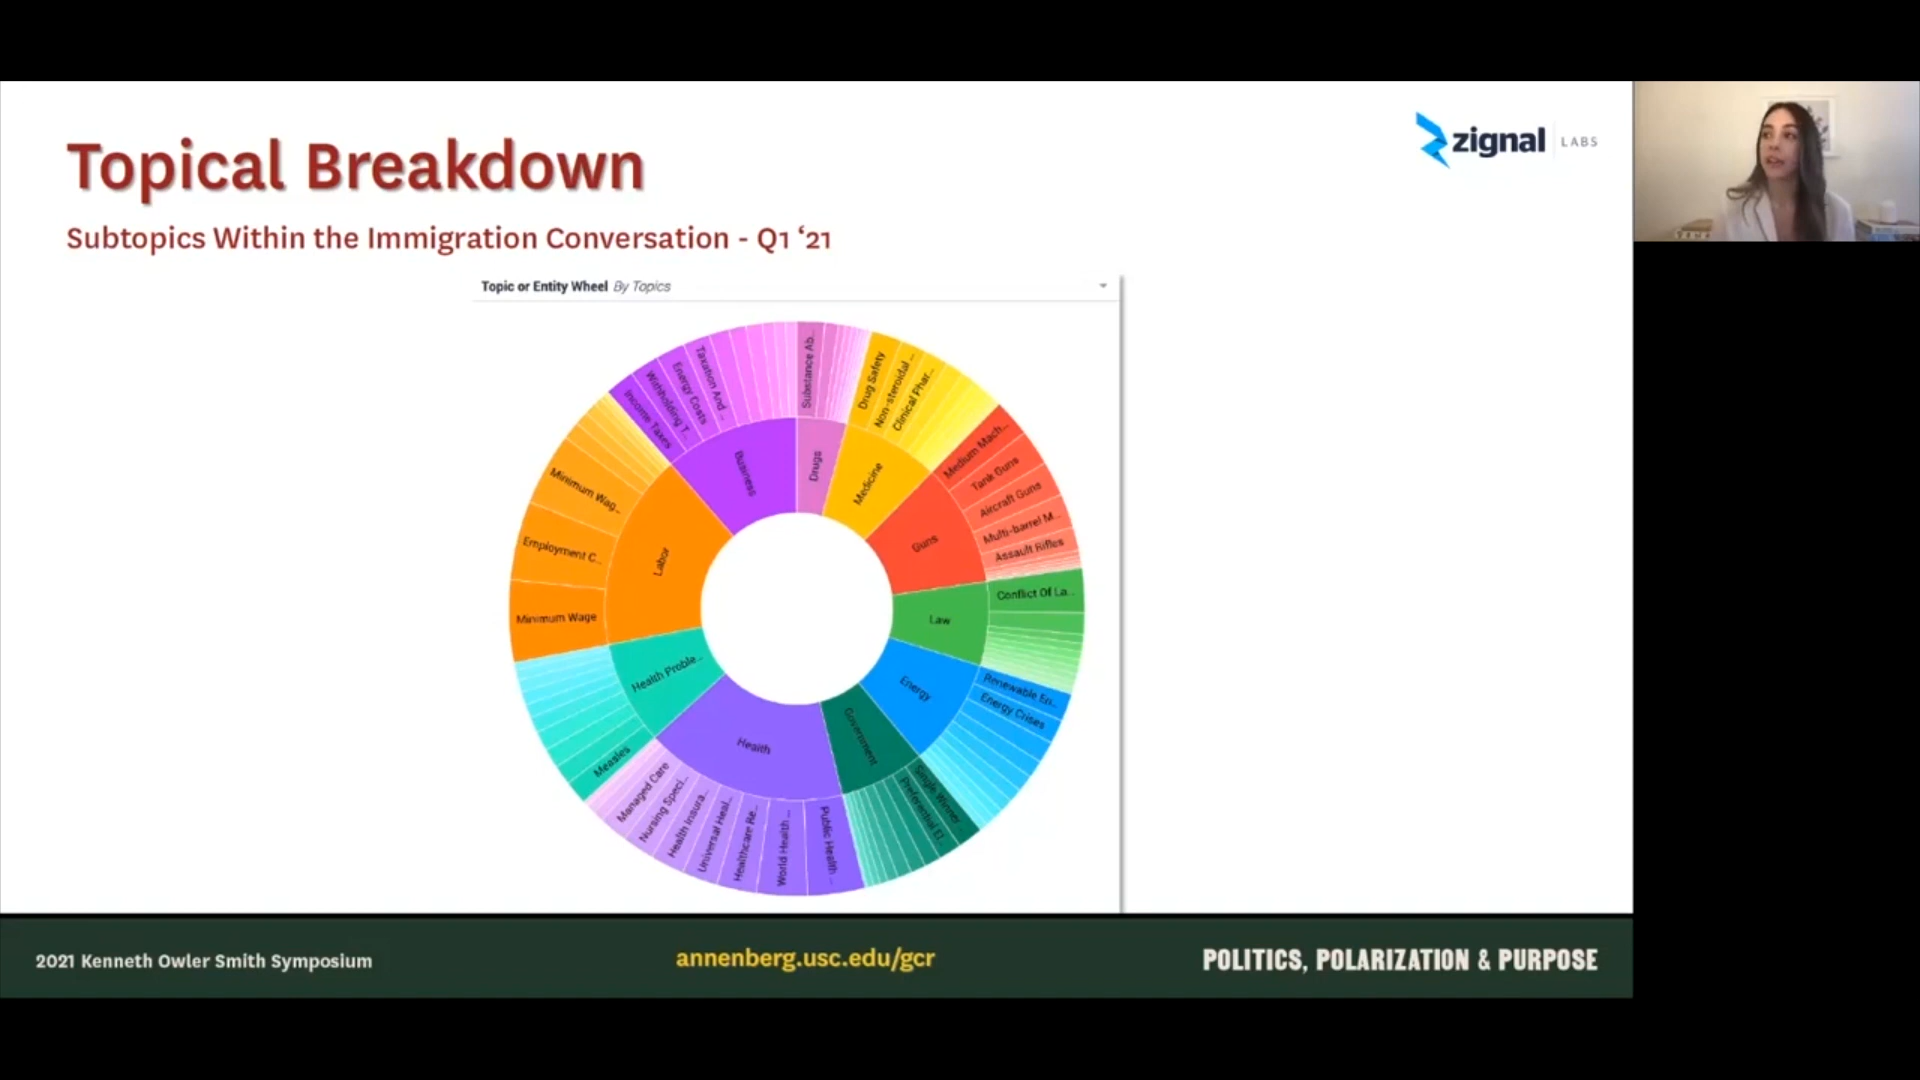 Topical Breakdown
zignal LABS
Subtopics Within the Immigration Conversation - Q1 ‘21
Topic or Entity Wheel By Topics
Substance Ab..
Drug Safety
Non-steroidal ..
Clinical Phar..
Medium Mach..
Tank Guns
Aircraft Guns
Multi-barrel M..
Assault Rifles
Conflict Of La..
Renewable En..
Energy Crises
Single Winner ..
Preferential El..
Public Health ..
World Health ..
Healthcare Re..
Universal Heal..
Health Insura..
Nursing Speci..
Managed Care
Measles
Minimum Wage
Employment C..
Minimum Wag..
Income Taxes
Withholding T..
Energy Costs
Taxation And ..
Drugs
Medicine
Guns
Law
Energy
Government
Health
Health Proble..
Labor
Business
2021 Kenneth Owler Smith Symposium
annenberg.usc.edu/gcr
POLITICS, POLARIZATION & PURPOSE